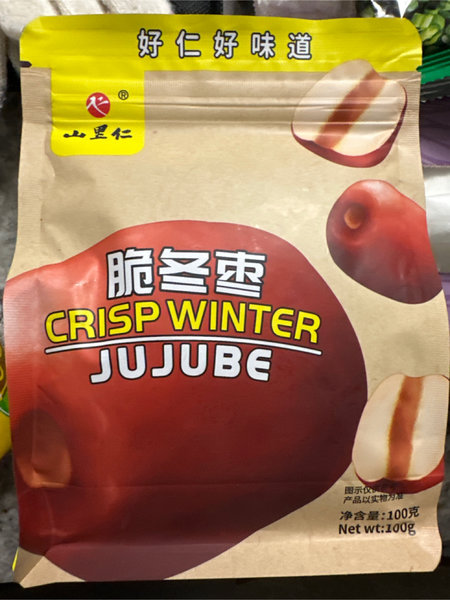 好仁好味道
仁®
山里仁
脆冬枣
CRISP WINTER
JUJUBE
图示仅供参考
产品以实物为准
净含量:100克
Net wt:100g